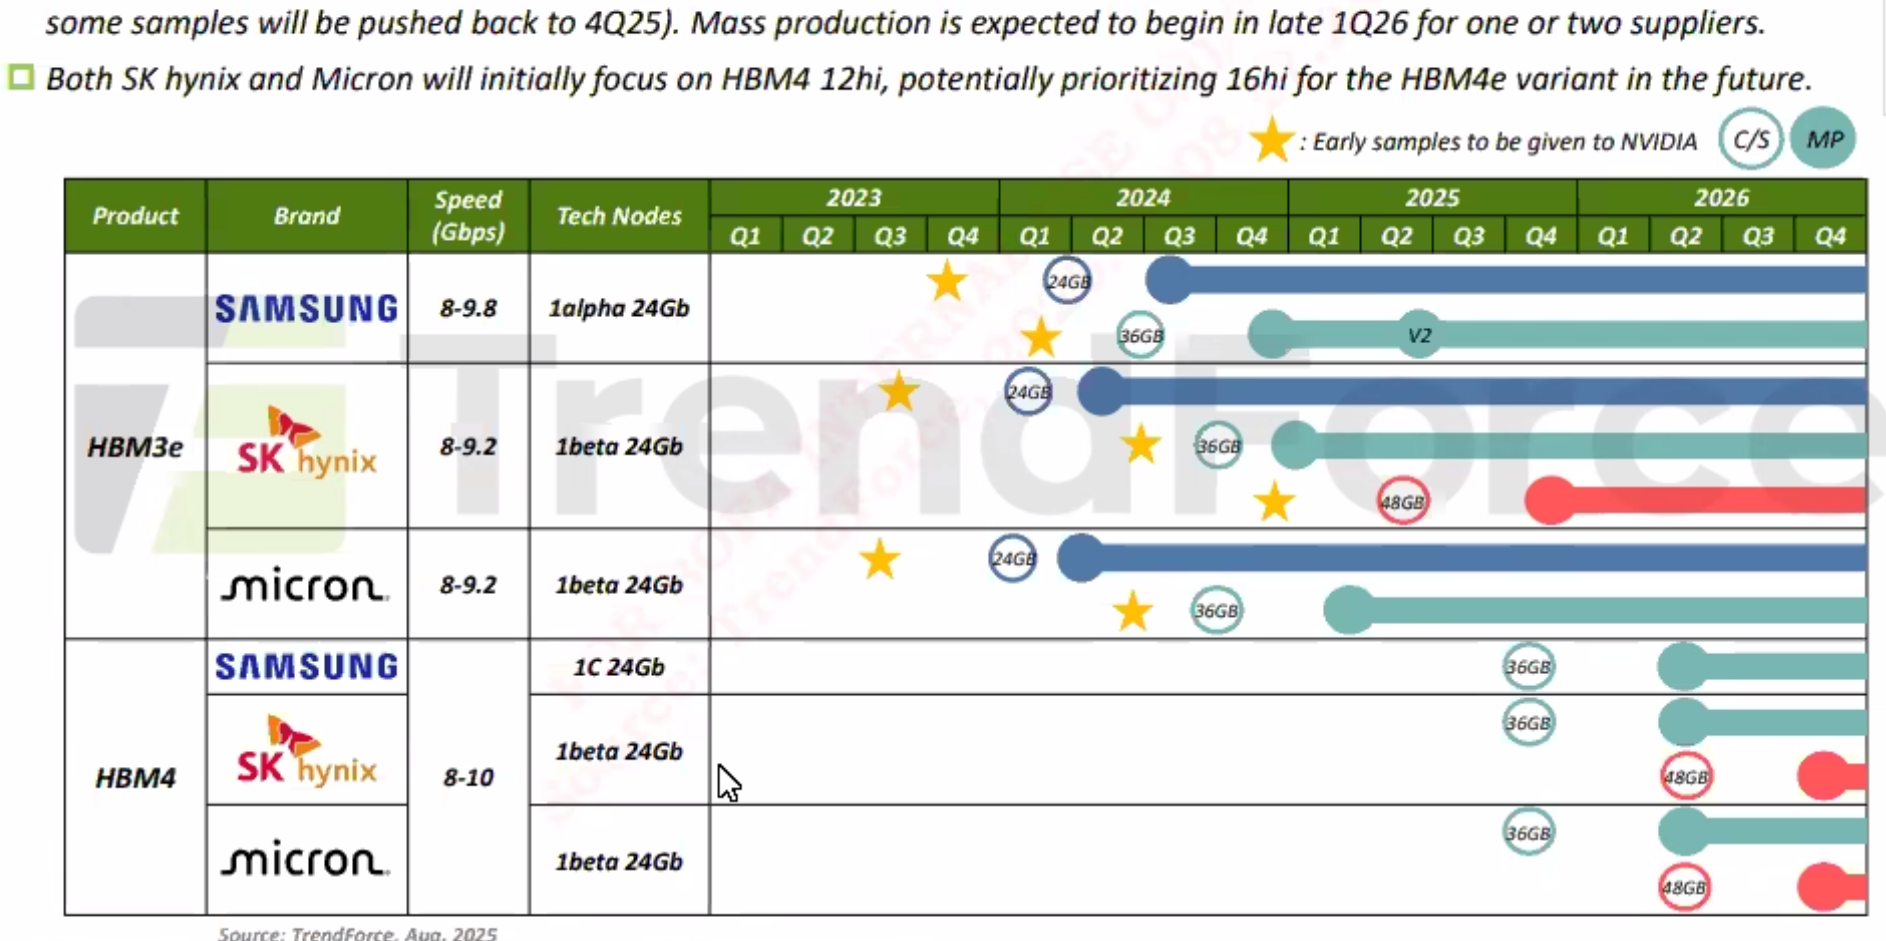 some samples will be pushed back to 4Q25). Mass production is expected to begin in late 1Q26 for one or two suppliers.
Both SK hynix and Micron will initially focus on HBM4 12hi, potentially prioritizing 16hi for the HBM4e variant in the future.
: Early samples to be given to NVIDIA C/S MP
Product Brand Speed (Gbps) Tech Nodes 2023 2024 2025 2026
Q1 Q2 Q3 Q4 Q1 Q2 Q3 Q4 Q1 Q2 Q3 Q4 Q1 Q2 Q3 Q4
HBM3e
SAMSUNG 8-9.8 1alpha 24Gb
24GB
36GB V2
SK hynix 8-9.2 1beta 24Gb
24GB
36GB
48GB
micron 8-9.2 1beta 24Gb
24GB
36GB
HBM4 8-10
SAMSUNG 1C 24Gb 36GB
SK hynix 1beta 24Gb
36GB
48GB
micron 1beta 24Gb
36GB
48GB
TrendForce
Source: TrendForce, Aug, 2025